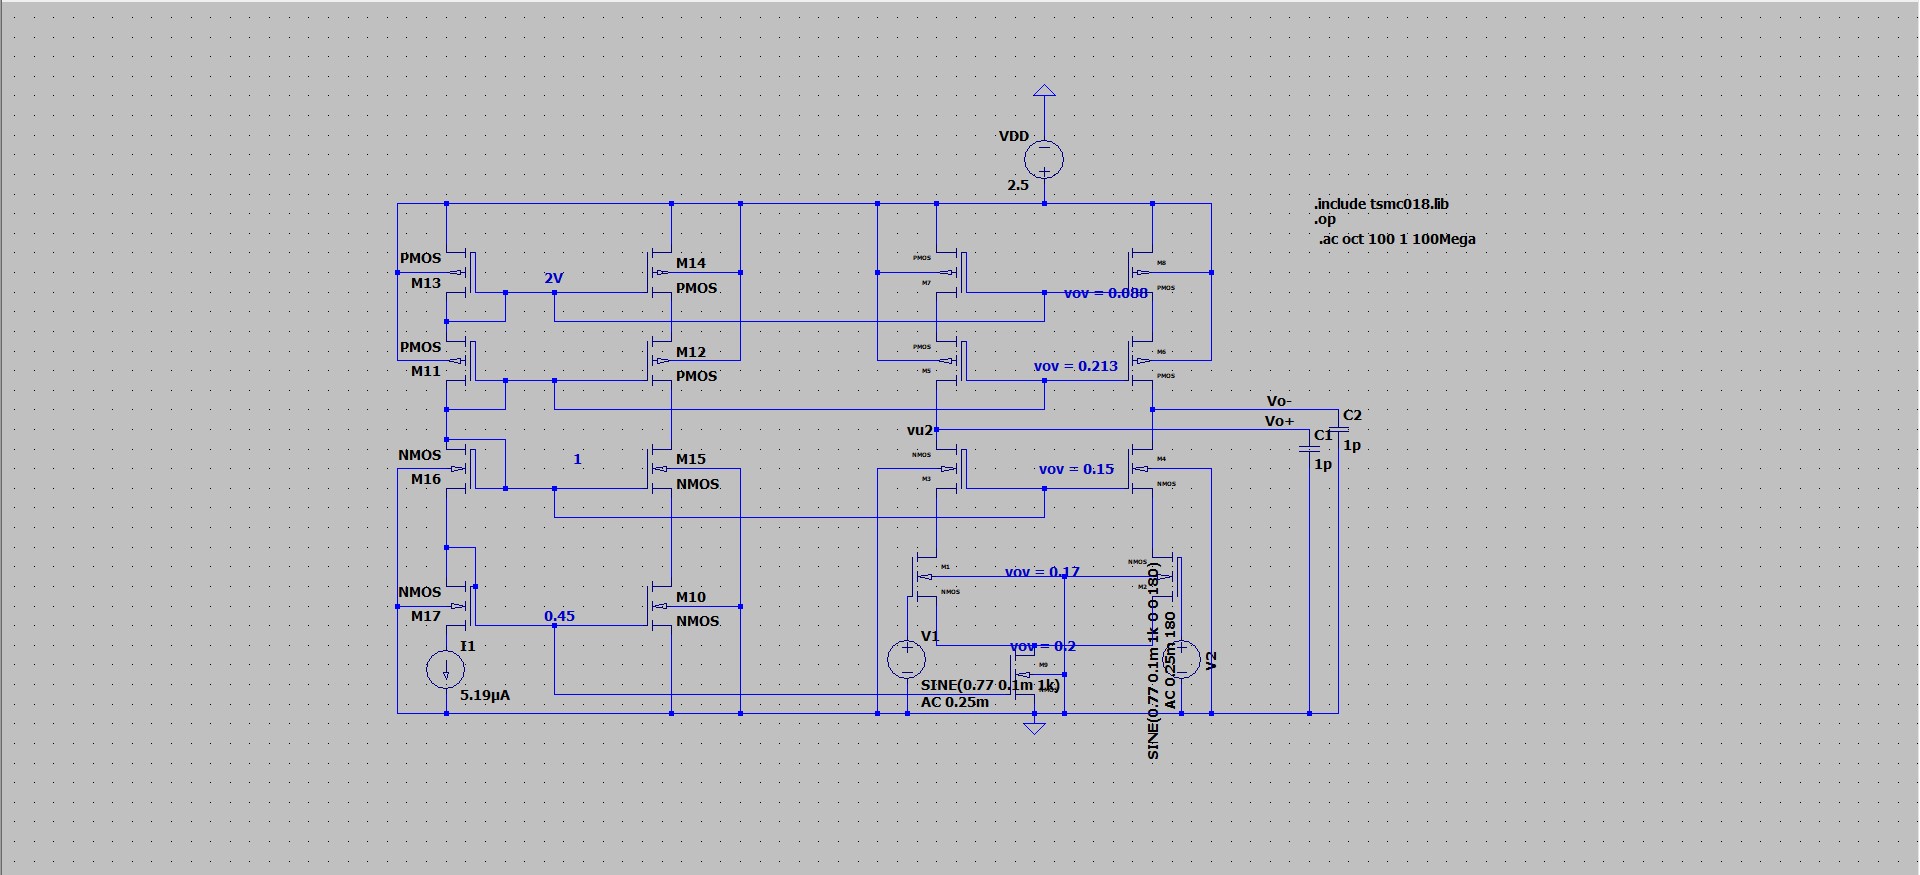 VDD
2.5
.include tsmc018.lib
.op
.ac oct 100 1 100Mega
PMOS
M13
2V
M14
PMOS
PMOS
M7
M8
PMOS
vov = 0.088
PMOS
M11
M12
PMOS
PMOS
M5
vov = 0.213
M6
PMOS
Vo-
Vo+
C2
1p
C1
1p
vu2
NMOS
M16
1
M15
NMOS
NMOS
M3
vov = 0.15
M4
NMOS
M1
NMOS
vov = 0.17
NMOS
M2
NMOS
M17
0.45
M10
NMOS
I1
5.19µA
V1
SINE(0.77 0.1m 1k)
AC 0.25m
vov = 0.2
M9
NMOS
V2
SINE(0.77 0.1m 1k 0 0 180)
AC 0.25m 180